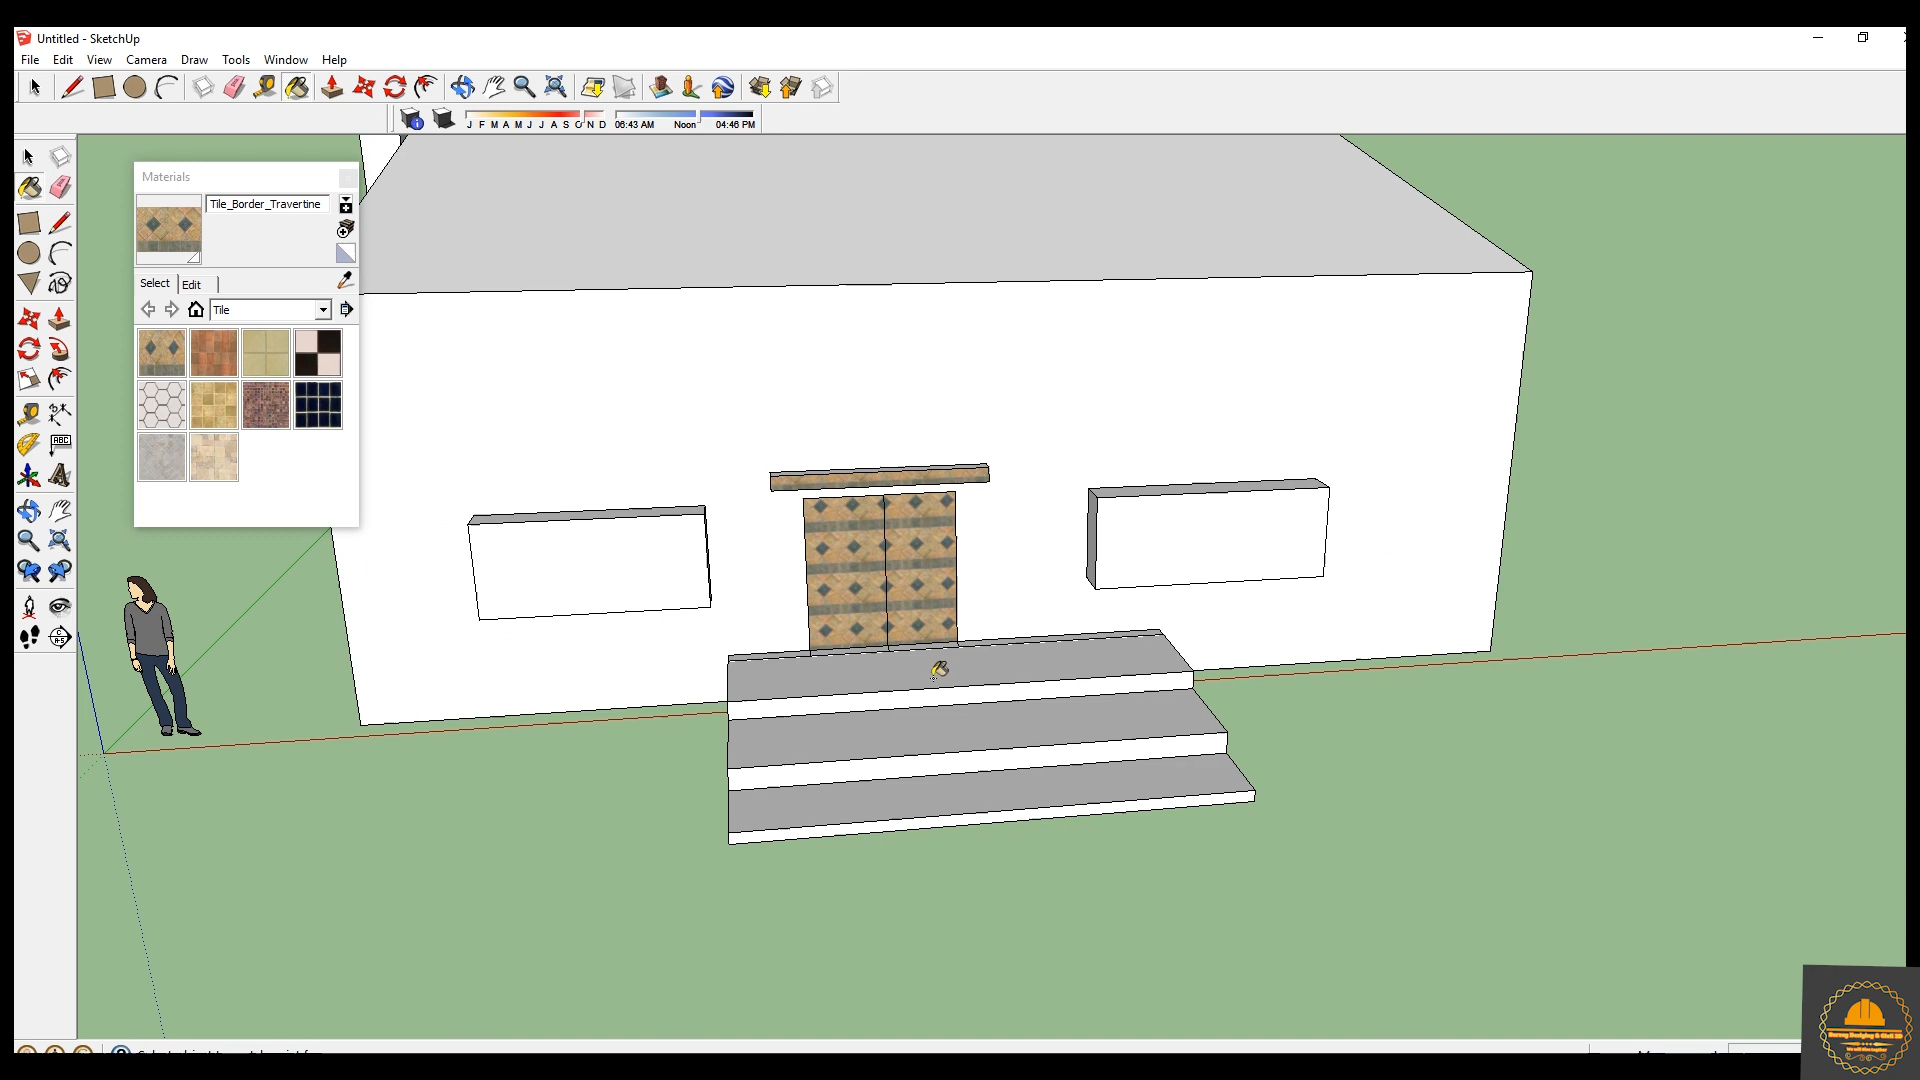 Untitled - SketchUp
File Edit View Camera Draw Tools Window Help
J F M A M J J A S O N D 06:43 AM Noon 04:46 PM
Materials
Tile_Border_Travertine
Select Edit
Tile
ABC